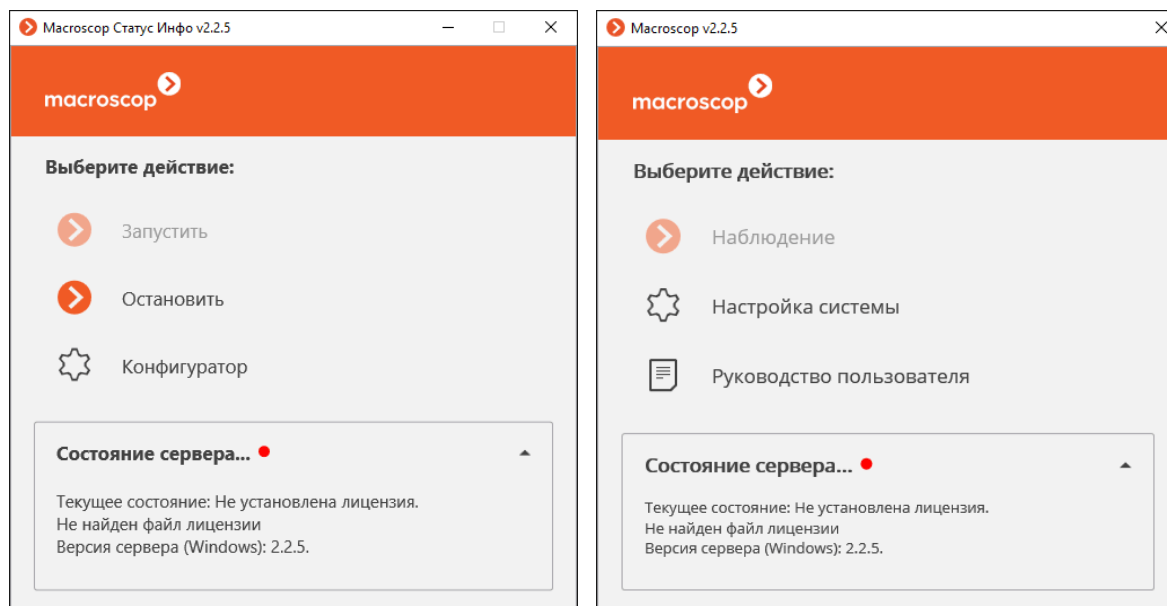 Macroscop Статус Инфо v2.2.5
macroscop
Выберите действие:
Запустить
Остановить
Конфигуратор
Состояние сервера...
Текущее состояние: Не установлена лицензия.
Не найден файл лицензии
Версия сервера (Windows): 2.2.5.
Macroscop v2.2.5
macroscop
Выберите действие:
Наблюдение
Настройка системы
Руководство пользователя
Состояние сервера...
Текущее состояние: Не установлена лицензия.
Не найден файл лицензии
Версия сервера (Windows): 2.2.5.